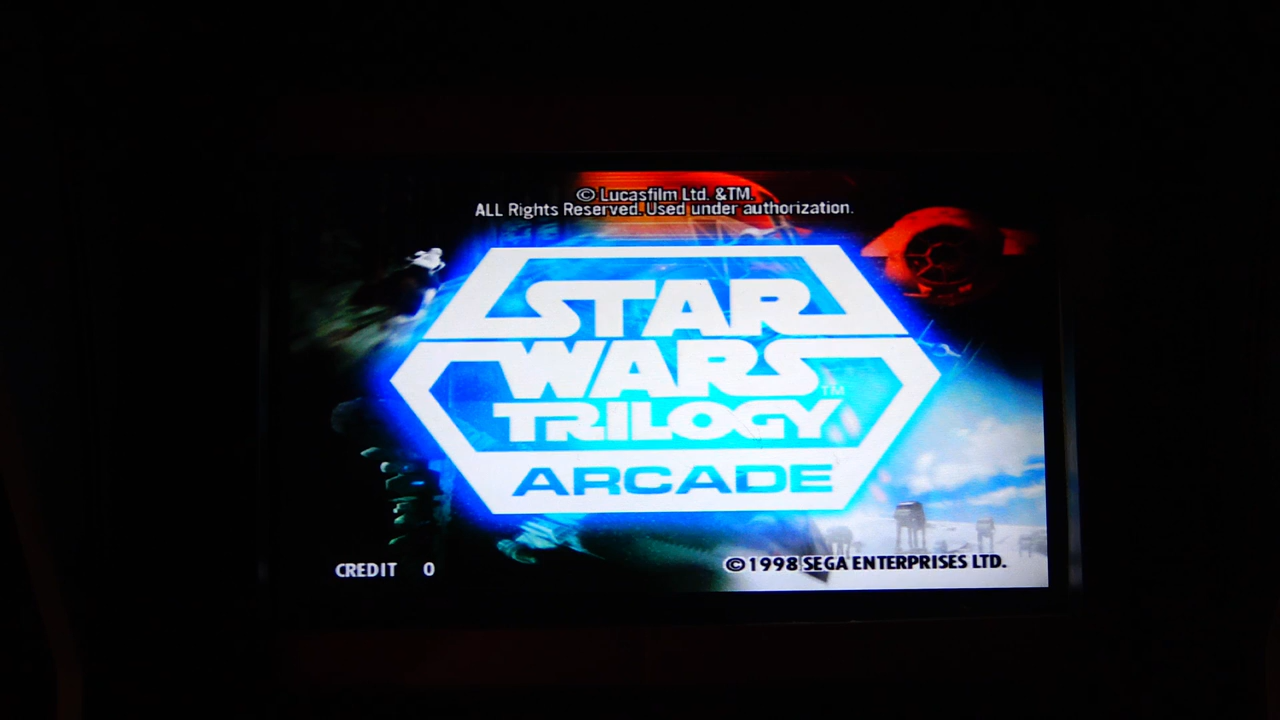 © Lucasfilm Ltd. &TM.
ALL Rights Reserved. Used under authorization.
STAR
WARS
TM
TRILOGY
ARCADE
CREDIT 0
©1998 SEGA ENTERPRISES LTD.